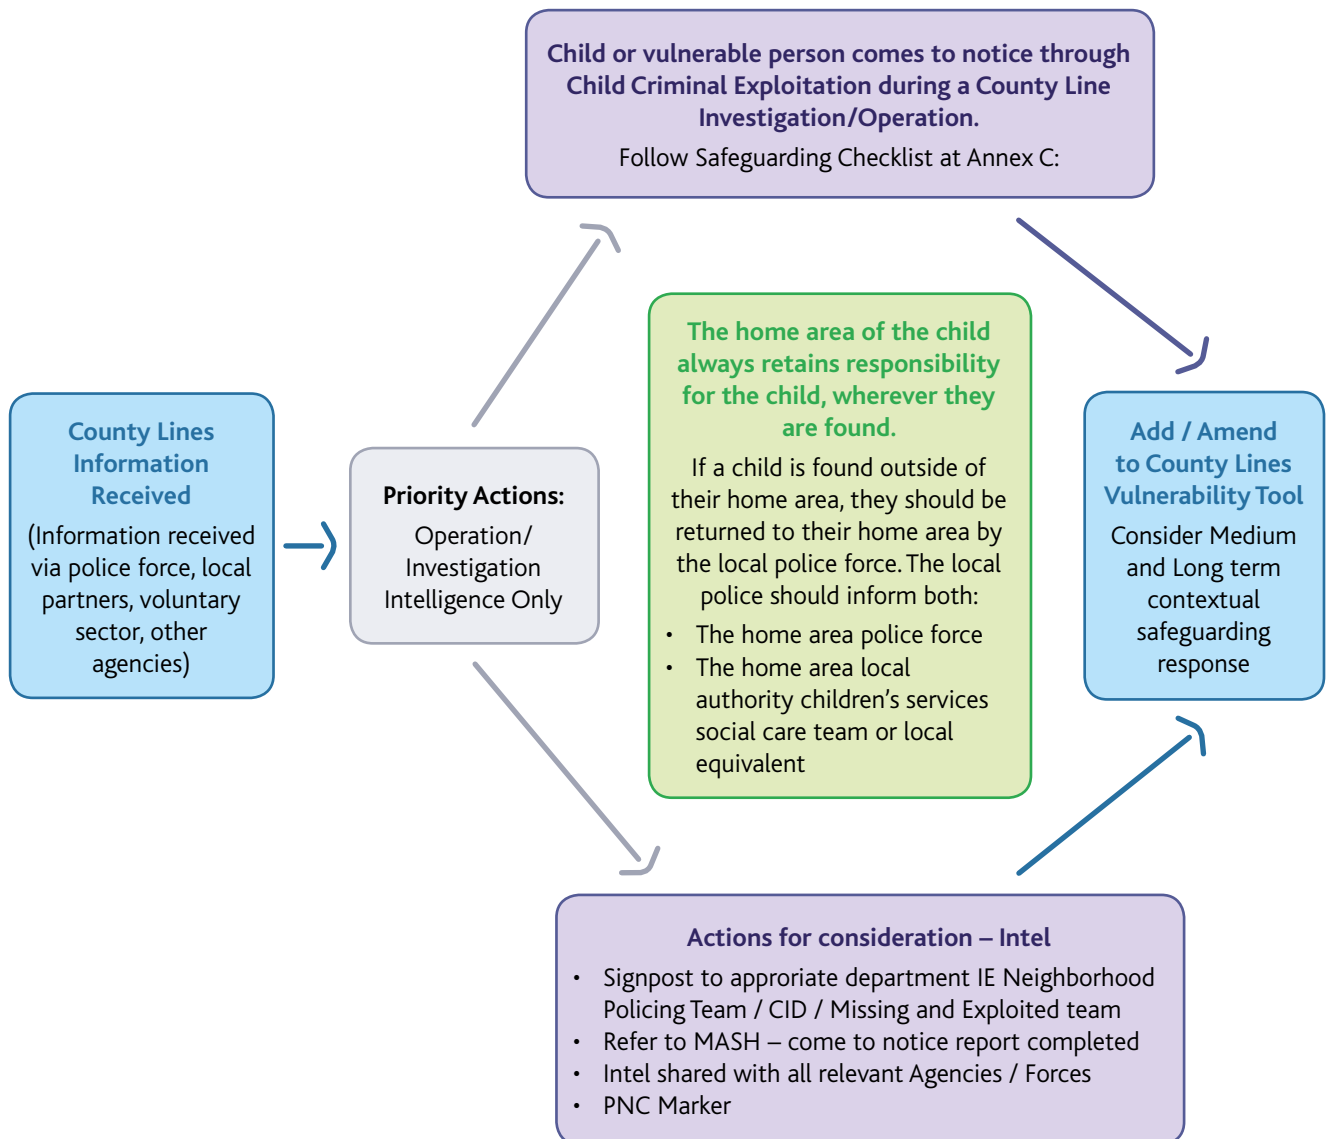 Child or vulnerable person comes to notice through
Child Criminal Exploitation during a County Line
Investigation/Operation.
Follow Safeguarding Checklist at Annex C:
County Lines
Information
Received
(Information received
via police force, local
partners, voluntary
sector, other
agencies)
Priority Actions:
Operation/
Investigation
Intelligence Only
The home area of the child
always retains responsibility
for the child, wherever they
are found.
If a child is found outside of
their home area, they should be
returned to their home area by
the local police force. The local
police should inform both:
• The home area police force
• The home area local
authority children’s services
social care team or local
equivalent
Add / Amend
to County Lines
Vulnerability Tool
Consider Medium
and Long term
contextual
safeguarding
response
Actions for consideration – Intel
• Signpost to approriate department IE Neighborhood
Policing Team / CID / Missing and Exploited team
• Refer to MASH – come to notice report completed
• Intel shared with all relevant Agencies / Forces
• PNC Marker